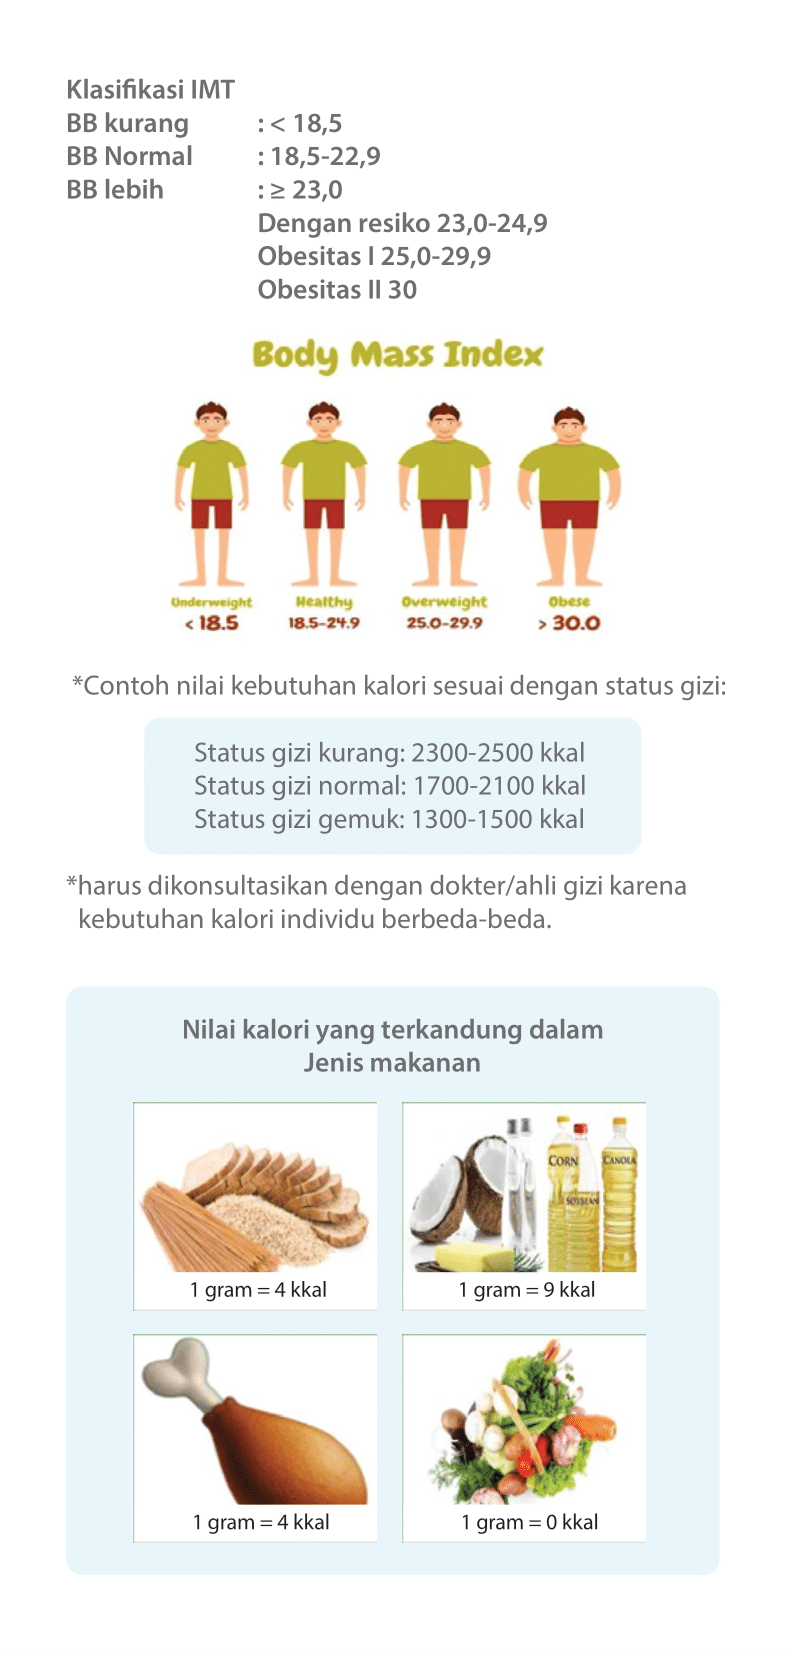 Klasifikasi IMT
BB kurang : < 18,5
BB Normal : 18,5-22,9
BB lebih : ≥ 23,0
Dengan resiko 23,0-24,9
Obesitas I 25,0-29,9
Obesitas II 30
Body Mass Index
Underweight Healthy Overweight Obese
< 18.5 18.5-24.9 25.0-29.9 > 30.0
*Contoh nilai kebutuhan kalori sesuai dengan status gizi:
Status gizi kurang: 2300-2500 kkal
Status gizi normal: 1700-2100 kkal
Status gizi gemuk: 1300-1500 kkal
*harus dikonsultasikan dengan dokter/ahli gizi karena
kebutuhan kalori individu berbeda-beda.
Nilai kalori yang terkandung dalam
Jenis makanan
CORN
SOYBEAN
CANOLA
1 gram = 4 kkal
1 gram = 9 kkal
1 gram = 4 kkal
1 gram = 0 kkal